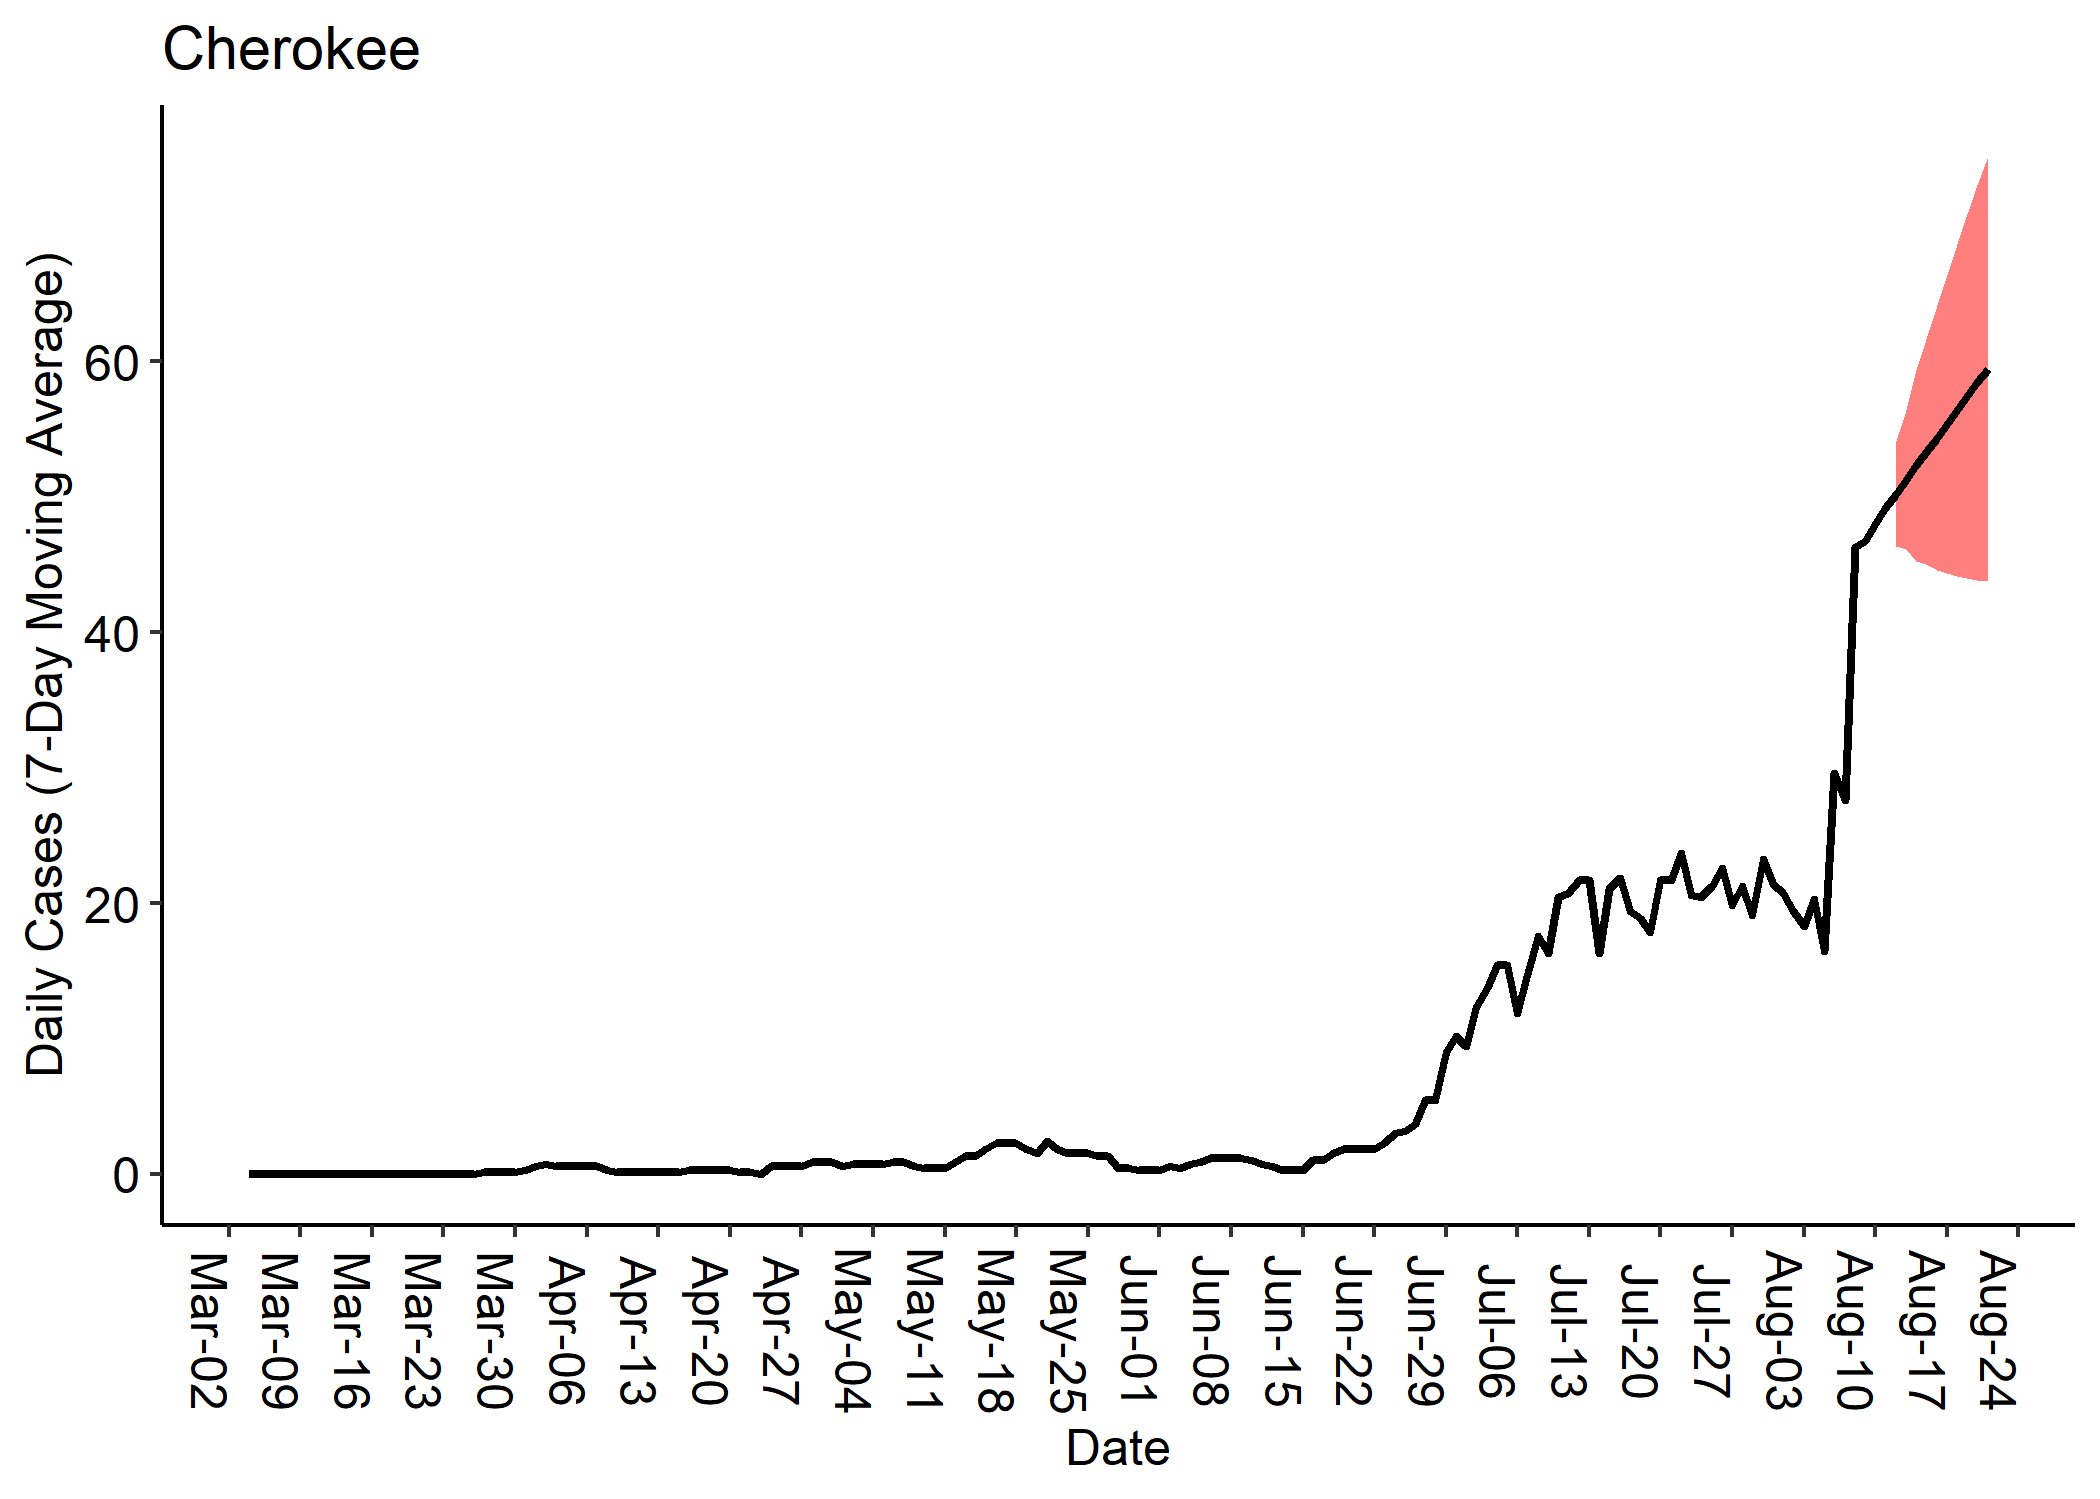 Cherokee
Daily Cases (7-Day Moving Average)
60
40
20
0
Mar-02
Mar-09
Mar-16
Mar-23
Mar-30
Apr-06
Apr-13
Apr-20
Apr-27
May-04
May-11
May-18
May-25
Jun-01
Jun-08
Jun-15
Jun-22
Jun-29
Jul-06
Jul-13
Jul-20
Jul-27
Aug-03
Aug-10
Aug-17
Aug-24
Date